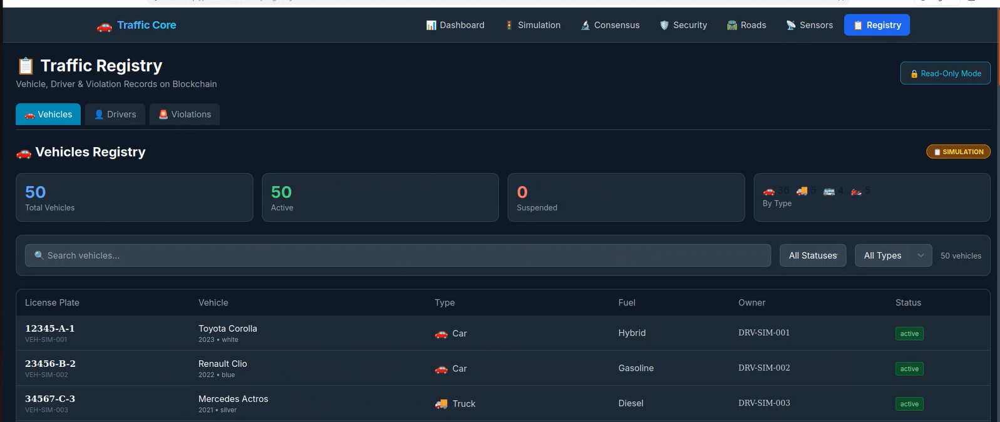 Traffic Core
Dashboard Simulation Consensus Security Roads Sensors Registry
Traffic Registry
Vehicle, Driver & Violation Records on Blockchain
Read-Only Mode
Vehicles Drivers Violations
Vehicles Registry
SIMULATION
50
Total Vehicles
50
Active
0
Suspended
36 5 4 5
By Type
Search vehicles...
All Statuses
All Types
50 vehicles
License Plate Vehicle Type Fuel Owner Status
12345-A-1 Toyota Corolla Car Hybrid DRV-SIM-001 active
VEH-SIM-001 2023 • white
23456-B-2 Renault Clio Car Gasoline DRV-SIM-002 active
VEH-SIM-002 2022 • blue
34567-C-3 Mercedes Actros Truck Diesel DRV-SIM-003 active
VEH-SIM-003 2021 • silver